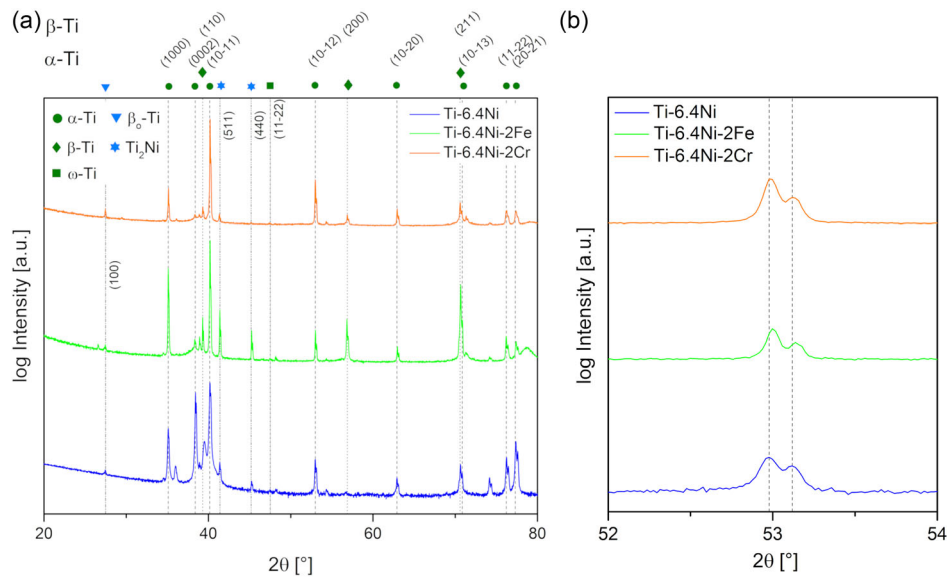 (a)
β-Ti
α-Ti
(1000)
(0002)
(110)
(10-11)
(10-12)
(200)
(10-20)
(211)
(10-13)
(11-22)
(20-21)
α-Ti
βo-Ti
β-Ti
Ti2Ni
ω-Ti
(511)
(440)
(11-22)
(100)
Ti-6.4Ni
Ti-6.4Ni-2Fe
Ti-6.4Ni-2Cr
log Intensity [a.u.]
20 40 60 80
2θ [°]
(b)
Ti-6.4Ni
Ti-6.4Ni-2Fe
Ti-6.4Ni-2Cr
log Intensity [a.u.]
52 53 54
2θ [°]